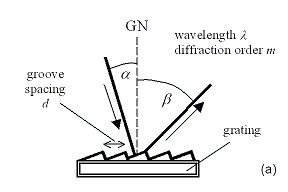 GN
wavelength λ
diffraction order m
groove
spacing
d
α
β
grating
(a)